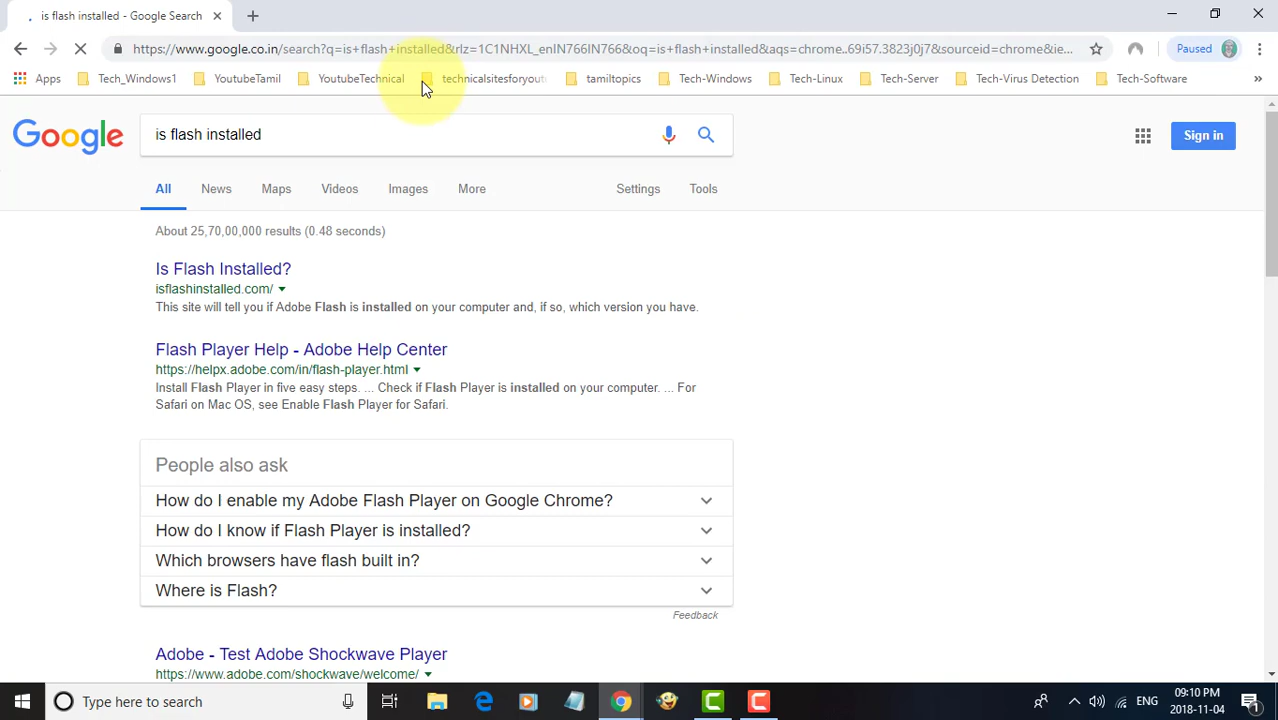 is flash installed - Google Search
https://www.google.co.in/search?q=is+flash+installed&rlz=1C1NHXL_enIN766IN766&oq=is+flash+installed&aqs=chrome..69i57.3823j0j7&sourceid=chrome&ie...
Paused
Apps Tech_Windows1 YoutubeTamil YoutubeTechnical technicalsitesforyout tamiltopics Tech-Windows Tech-Linux Tech-Server Tech-Virus Detection Tech-Software »
Google
is flash installed
Sign in
All News Maps Videos Images More Settings Tools
About 25,70,00,000 results (0.48 seconds)
Is Flash Installed?
isflashinstalled.com/
This site will tell you if Adobe Flash is installed on your computer and, if so, which version you have.
Flash Player Help - Adobe Help Center
https://helpx.adobe.com/in/flash-player.html
Install Flash Player in five easy steps. ... Check if Flash Player is installed on your computer. ... For
Safari on Mac OS, see Enable Flash Player for Safari.
People also ask
How do I enable my Adobe Flash Player on Google Chrome?
How do I know if Flash Player is installed?
Which browsers have flash built in?
Where is Flash?
Feedback
Adobe - Test Adobe Shockwave Player
https://www.adobe.com/shockwave/welcome/
Type here to search
ENG
09:10 PM
2018-11-04
1